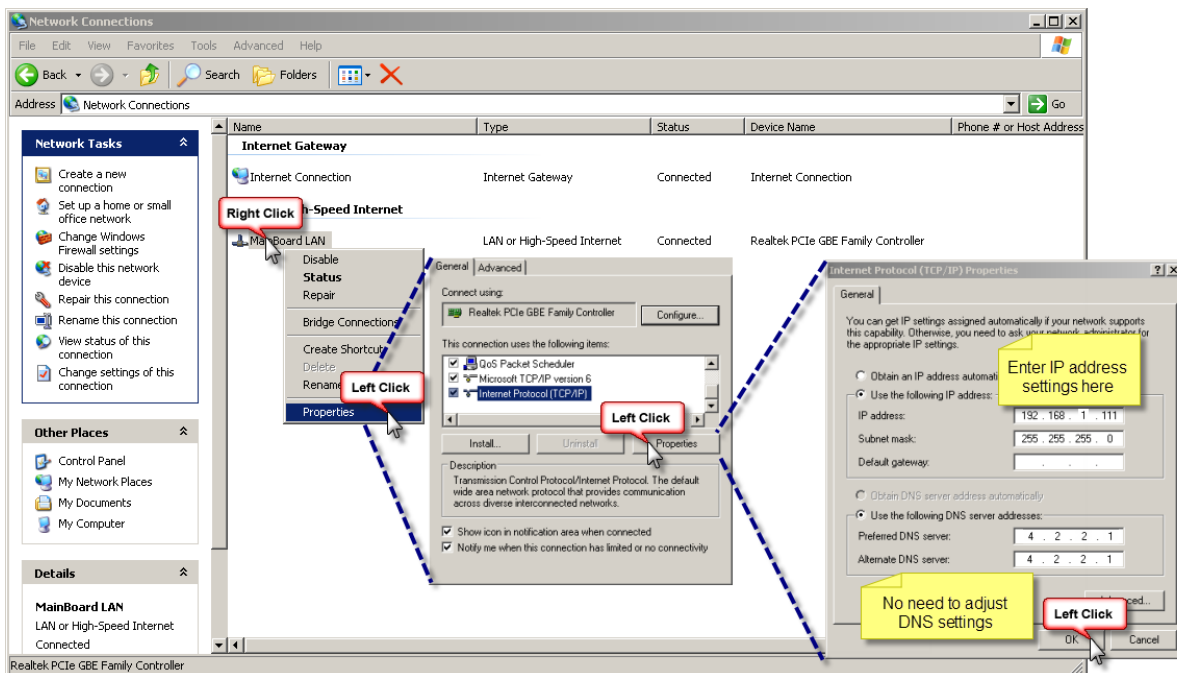 Network Connections
File Edit View Favorites Tools Advanced Help
Back Search Folders
Address Network Connections Go
Network Tasks
Create a new connection
Set up a home or small office network
Change Windows Firewall settings
Disable this network device
Repair this connection
Rename this connection
View status of this connection
Change settings of this connection
Other Places
Control Panel
My Network Places
My Documents
My Computer
Details
MainBoard LAN
LAN or High-Speed Internet
Connected
Name Type Status Device Name Phone # or Host Address
Internet Gateway
Internet Connection Internet Gateway Connected Internet Connection
h-Speed Internet
Right Click
MainBoard LAN LAN or High-Speed Internet Connected Realtek PCIe GBE Family Controller
Disable
Status
Repair
Bridge Connections
Create Shortcut
Delete
Rename
Left Click
Properties
General Advanced
Connect using:
Realtek PCIe GBE Family Controller Configure...
This connection uses the following items:
QoS Packet Scheduler
Microsoft TCP/IP version 6
Internet Protocol (TCP/IP)
Left Click
Install... Uninstall Properties
Description
Transmission Control Protocol/Internet Protocol. The default
wide area network protocol that provides communication
across diverse interconnected networks.
Show icon in notification area when connected
Notify me when this connection has limited or no connectivity
Internet Protocol (TCP/IP) Properties
General
You can get IP settings assigned automatically if your network supports
this capability. Otherwise, you need to ask your network administrator for
the appropriate IP settings.
Enter IP address
settings here
Obtain an IP address automati
Use the following IP address:
IP address: 192 . 168 . 1 . 111
Subnet mask: 255 . 255 . 255 . 0
Default gateway: . . .
Obtain DNS server address automatically
Use the following DNS server addresses:
Preferred DNS server: 4 . 2 . 2 . 1
Alternate DNS server: 4 . 2 . 2 . 1
No need to adjust
DNS settings
ced...
Left Click
OK Cancel
Realtek PCIe GBE Family Controller